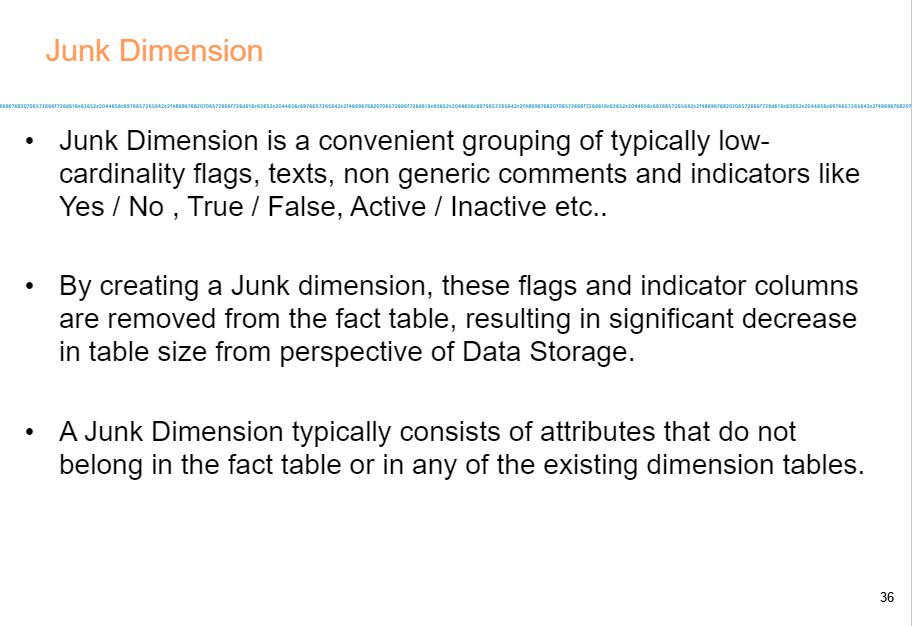 Junk Dimension
• Junk Dimension is a convenient grouping of typically low-
cardinality flags, texts, non generic comments and indicators like
Yes / No , True / False, Active / Inactive etc..
• By creating a Junk dimension, these flags and indicator columns
are removed from the fact table, resulting in significant decrease
in table size from perspective of Data Storage.
• A Junk Dimension typically consists of attributes that do not
belong in the fact table or in any of the existing dimension tables.
36